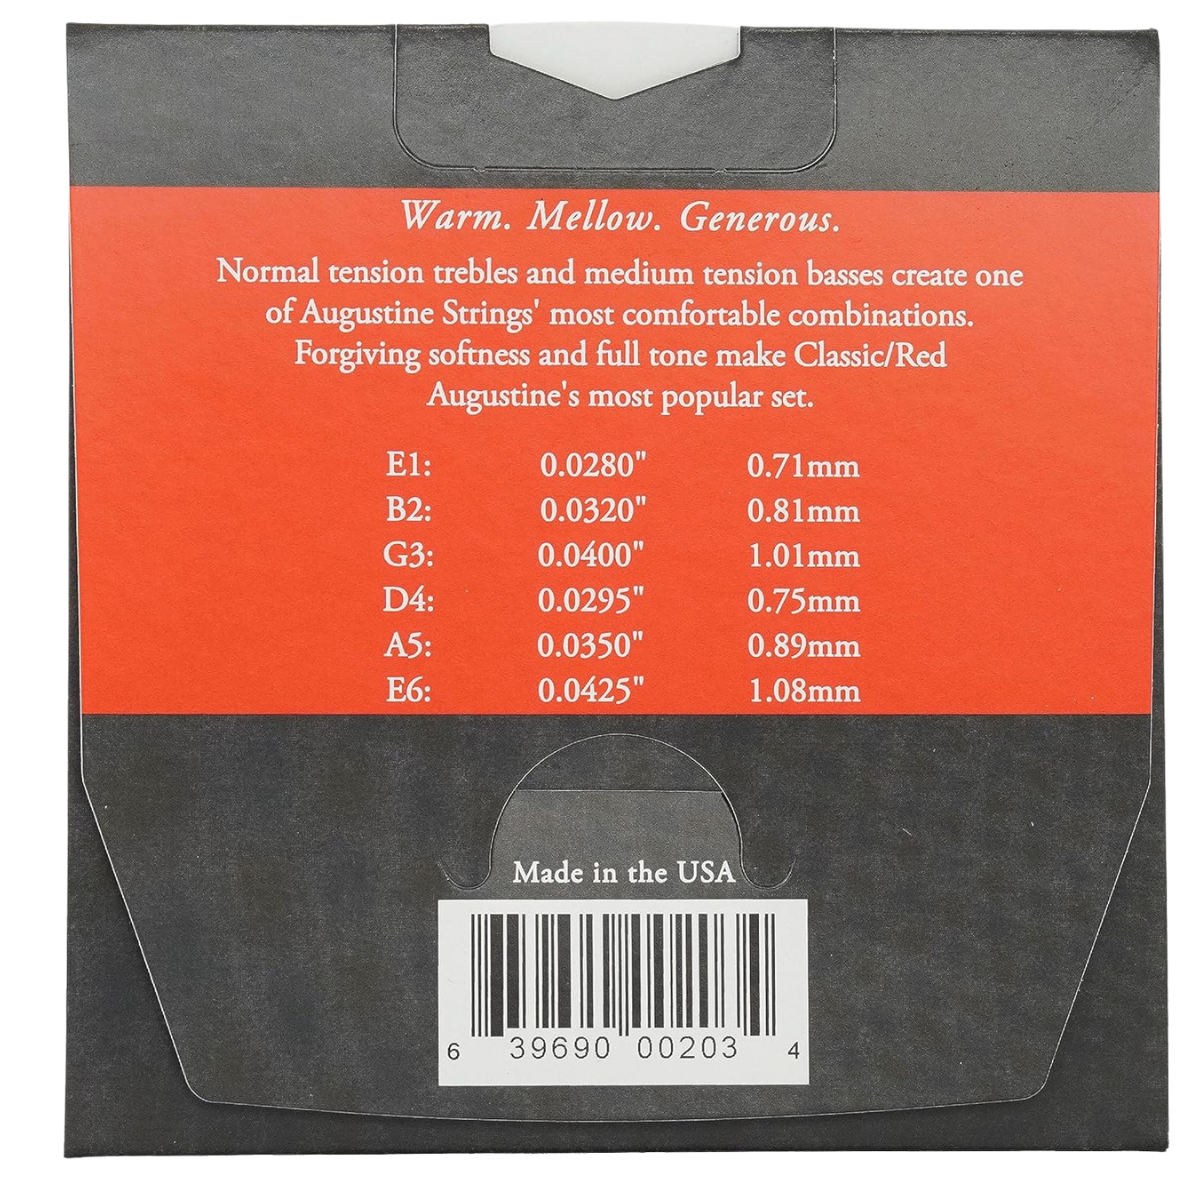 Warm. Mellow. Generous.
Normal tension trebles and medium tension basses create one
of Augustine Strings' most comfortable combinations.
Forgiving softness and full tone make Classic/Red
Augustine's most popular set.
E1: 0.0280" 0.71mm
B2: 0.0320" 0.81mm
G3: 0.0400" 1.01mm
D4: 0.0295" 0.75mm
A5: 0.0350" 0.89mm
E6: 0.0425" 1.08mm
Made in the USA
6 39690 00203 4